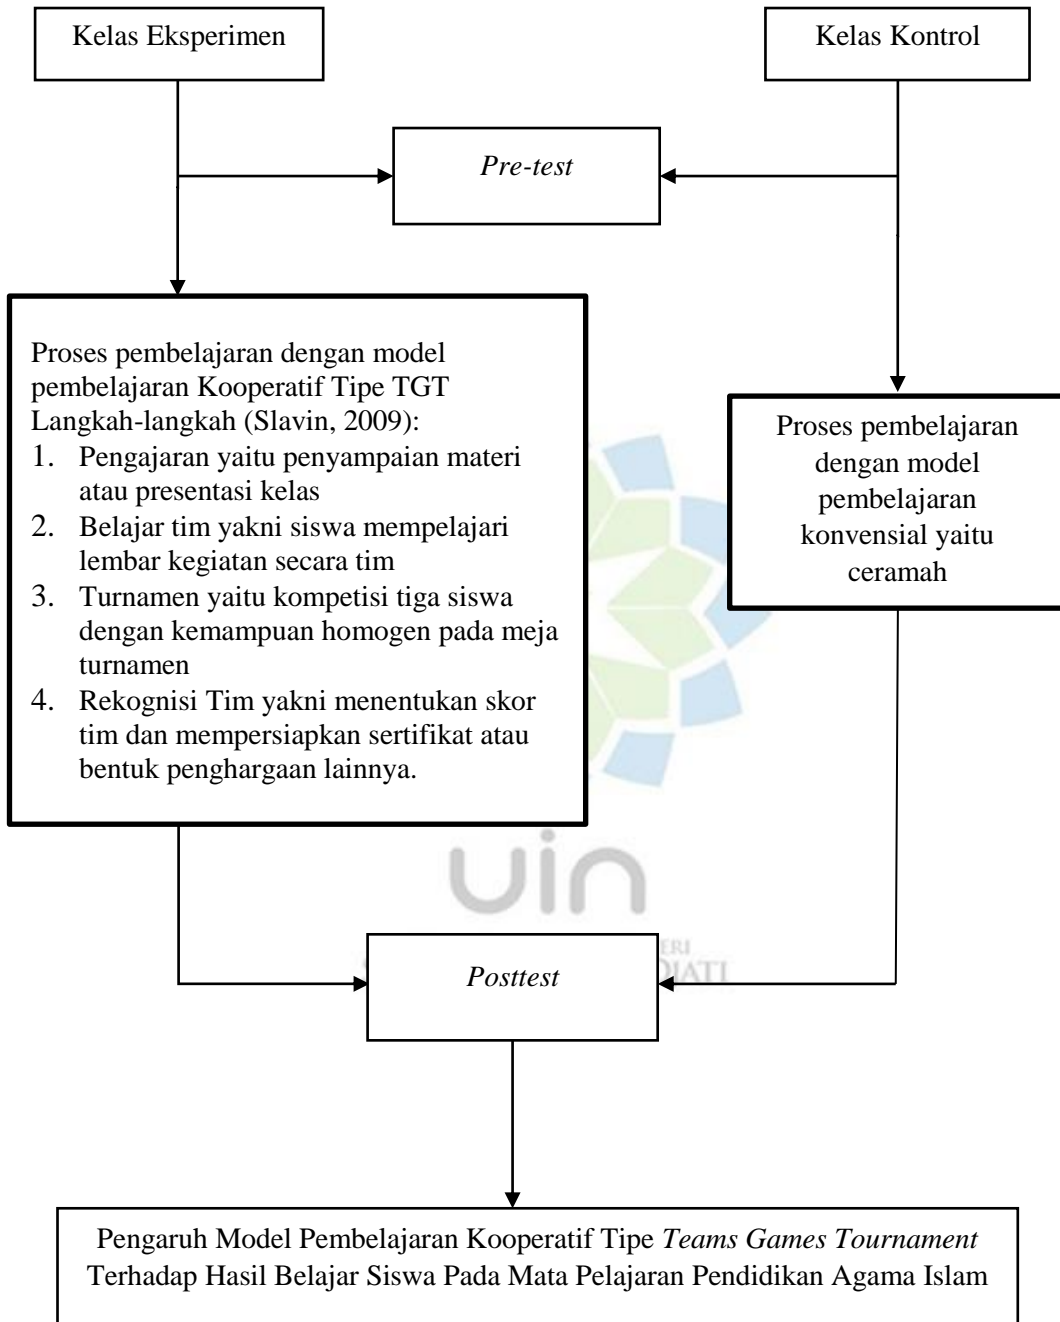 Kelas Eksperimen
Kelas Kontrol
Pre-test
Proses pembelajaran dengan model
pembelajaran Kooperatif Tipe TGT
Langkah-langkah (Slavin, 2009):
1. Pengajaran yaitu penyampaian materi
atau presentasi kelas
2. Belajar tim yakni siswa mempelajari
lembar kegiatan secara tim
3. Turnamen yaitu kompetisi tiga siswa
dengan kemampuan homogen pada meja
turnamen
4. Rekognisi Tim yakni menentukan skor
tim dan mempersiapkan sertifikat atau
bentuk penghargaan lainnya.
Proses pembelajaran
dengan model
pembelajaran
konvensial yaitu
ceramah
uin
Posttest
Pengaruh Model Pembelajaran Kooperatif Tipe Teams Games Tournament
Terhadap Hasil Belajar Siswa Pada Mata Pelajaran Pendidikan Agama Islam